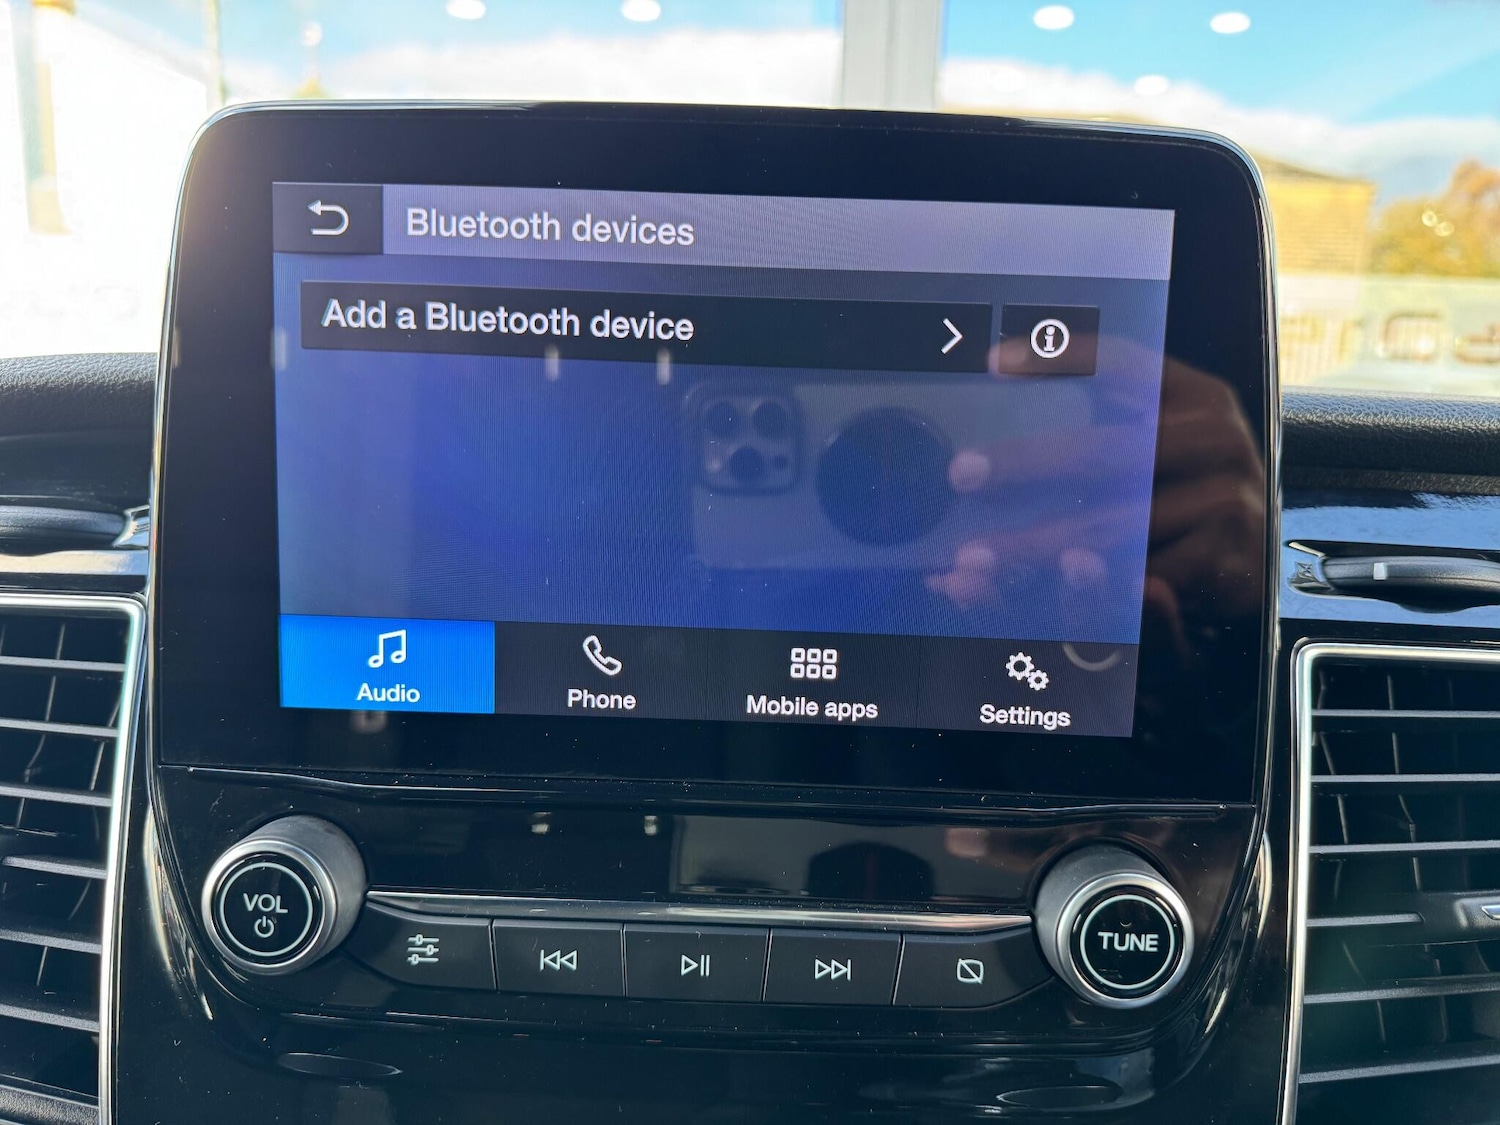 Bluetooth devices
Add a Bluetooth device
Audio
Phone
Mobile apps
Settings
VOL
TUNE